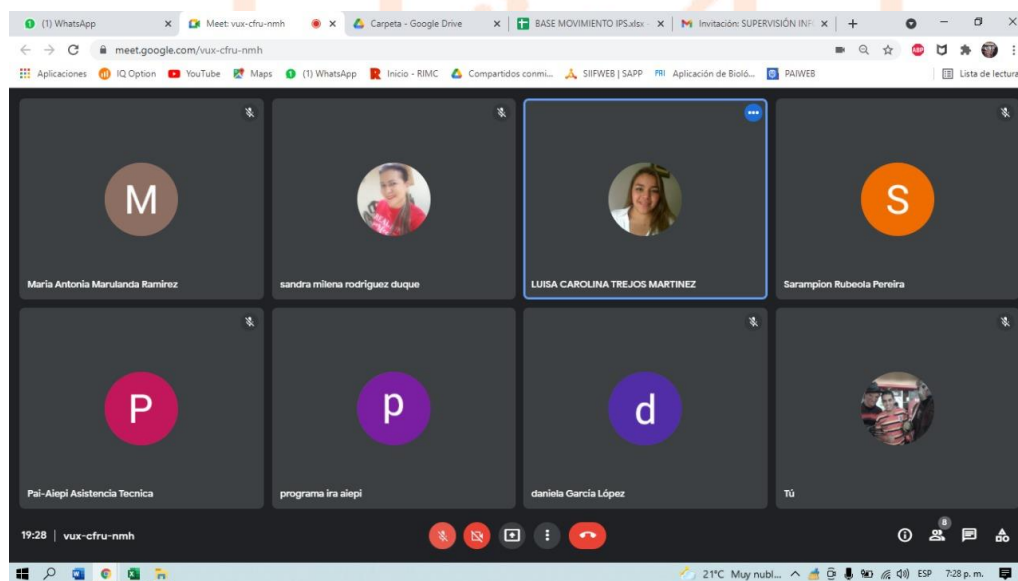 (1) WhatsApp
Meet: vux-cfru-nmh
Carpeta - Google Drive
BASE MOVIMIENTO IPS.xlsx -
Invitación: SUPERVISIÓN INF
meet.google.com/vux-cfru-nmh
Aplicaciones
IQ Option
YouTube
Maps
(1) WhatsApp
Inicio - RIMC
Compartidos conmi...
SIIFWEB | SAPP
PRI Aplicación de Bioló...
PAIWEB
Lista de lectura
M
S
Maria Antonia Marulanda Ramirez
sandra milena rodriguez duque
LUISA CAROLINA TREJOS MARTINEZ
Sarampion Rubeola Pereira
P
p
d
Pai-Aiepi Asistencia Tecnica
programa ira aiepi
daniela García López
Tú
19:28 | vux-cfru-nmh
8
21°C Muy nubl...
ESP
7:28 p. m.